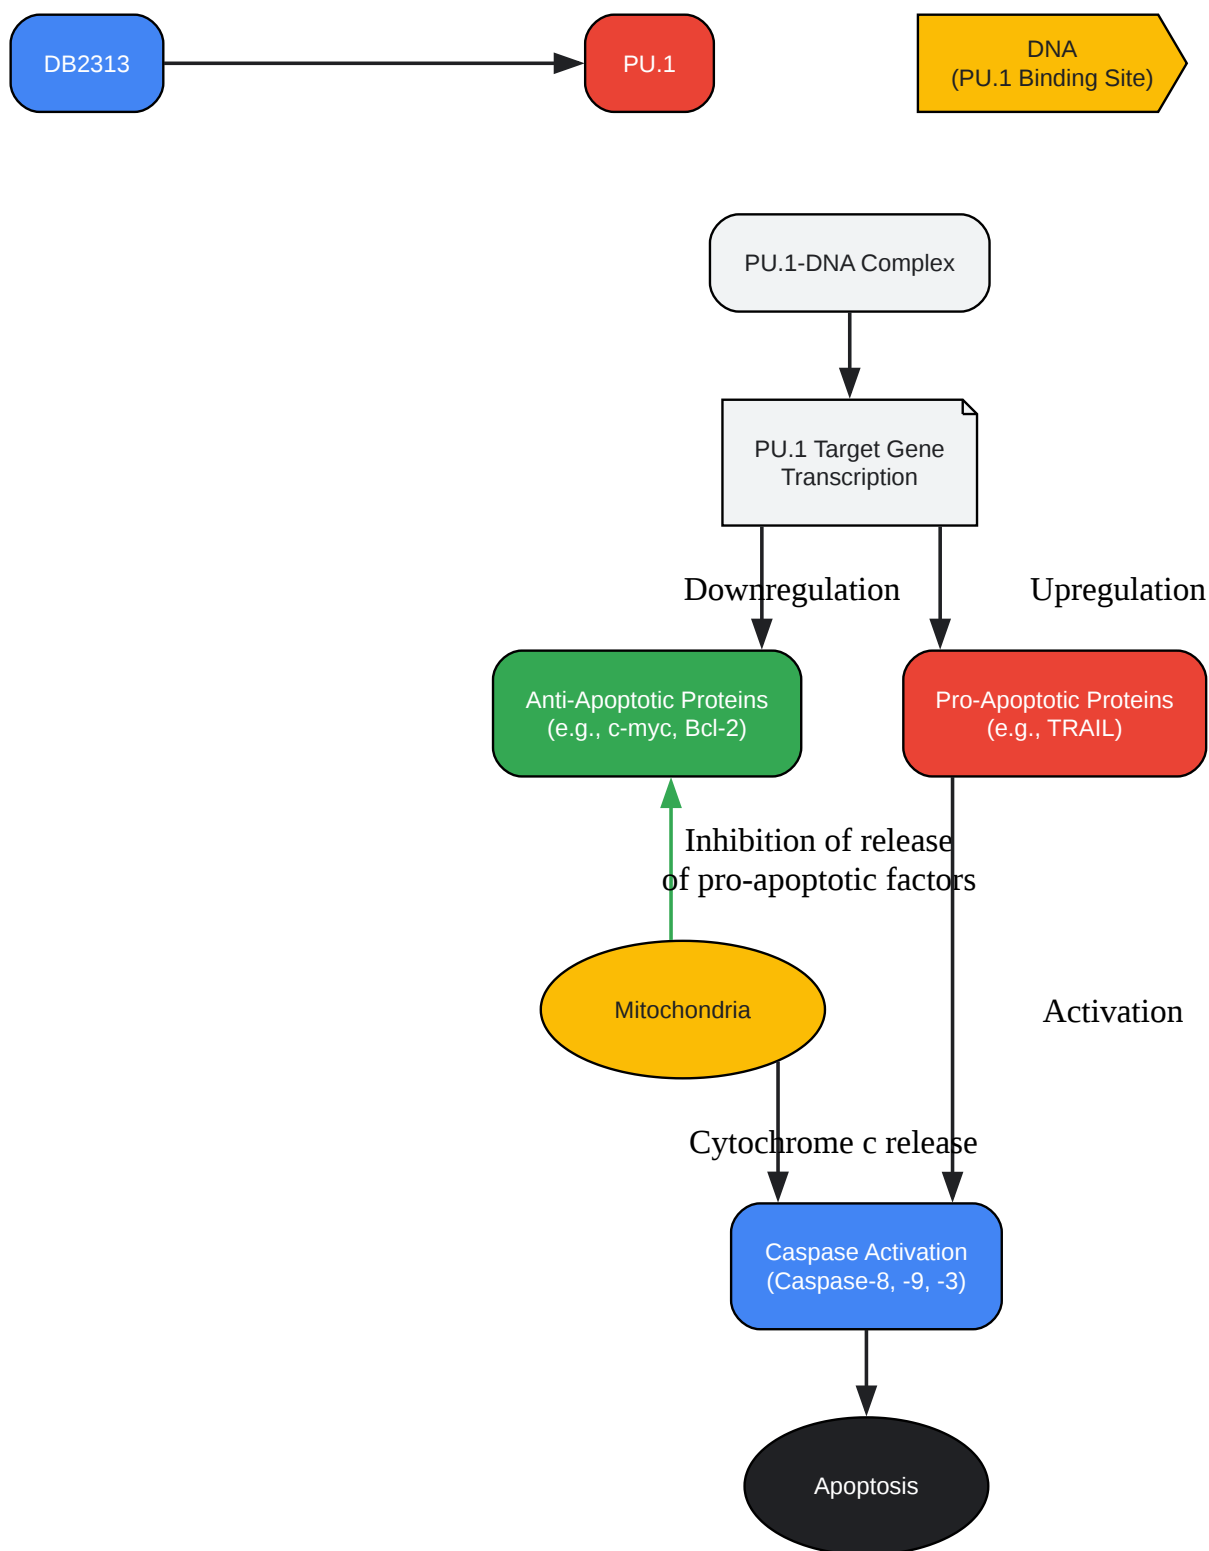 DB2313
PU.1
DNA
(PU.1 Binding Site)
PU.1-DNA Complex
PU.1 Target Gene
Transcription
Downregulation
Upregulation
Anti-Apoptotic Proteins
(e.g., c-myc, Bcl-2)
Pro-Apoptotic Proteins
(e.g., TRAIL)
Inhibition of release
of pro-apoptotic factors
Mitochondria
Activation
Cytochrome c release
Caspase Activation
(Caspase-8, -9, -3)
Apoptosis